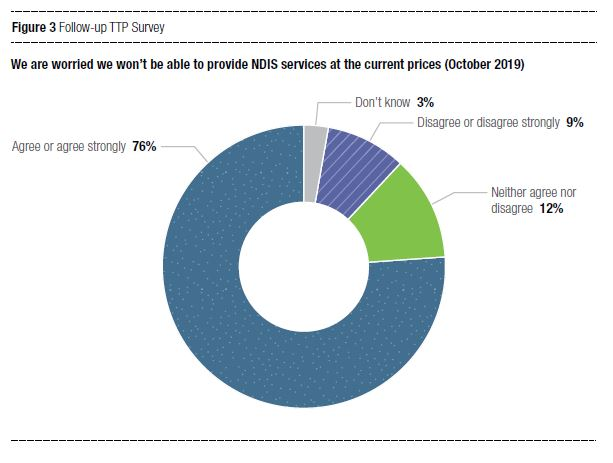 Figure 3 Follow-up TTP Survey
We are worried we won't be able to provide NDIS services at the current prices (October 2019)
Don't know 3%
Disagree or disagree strongly 9%
Agree or agree strongly 76%
Neither agree nor
disagree 12%